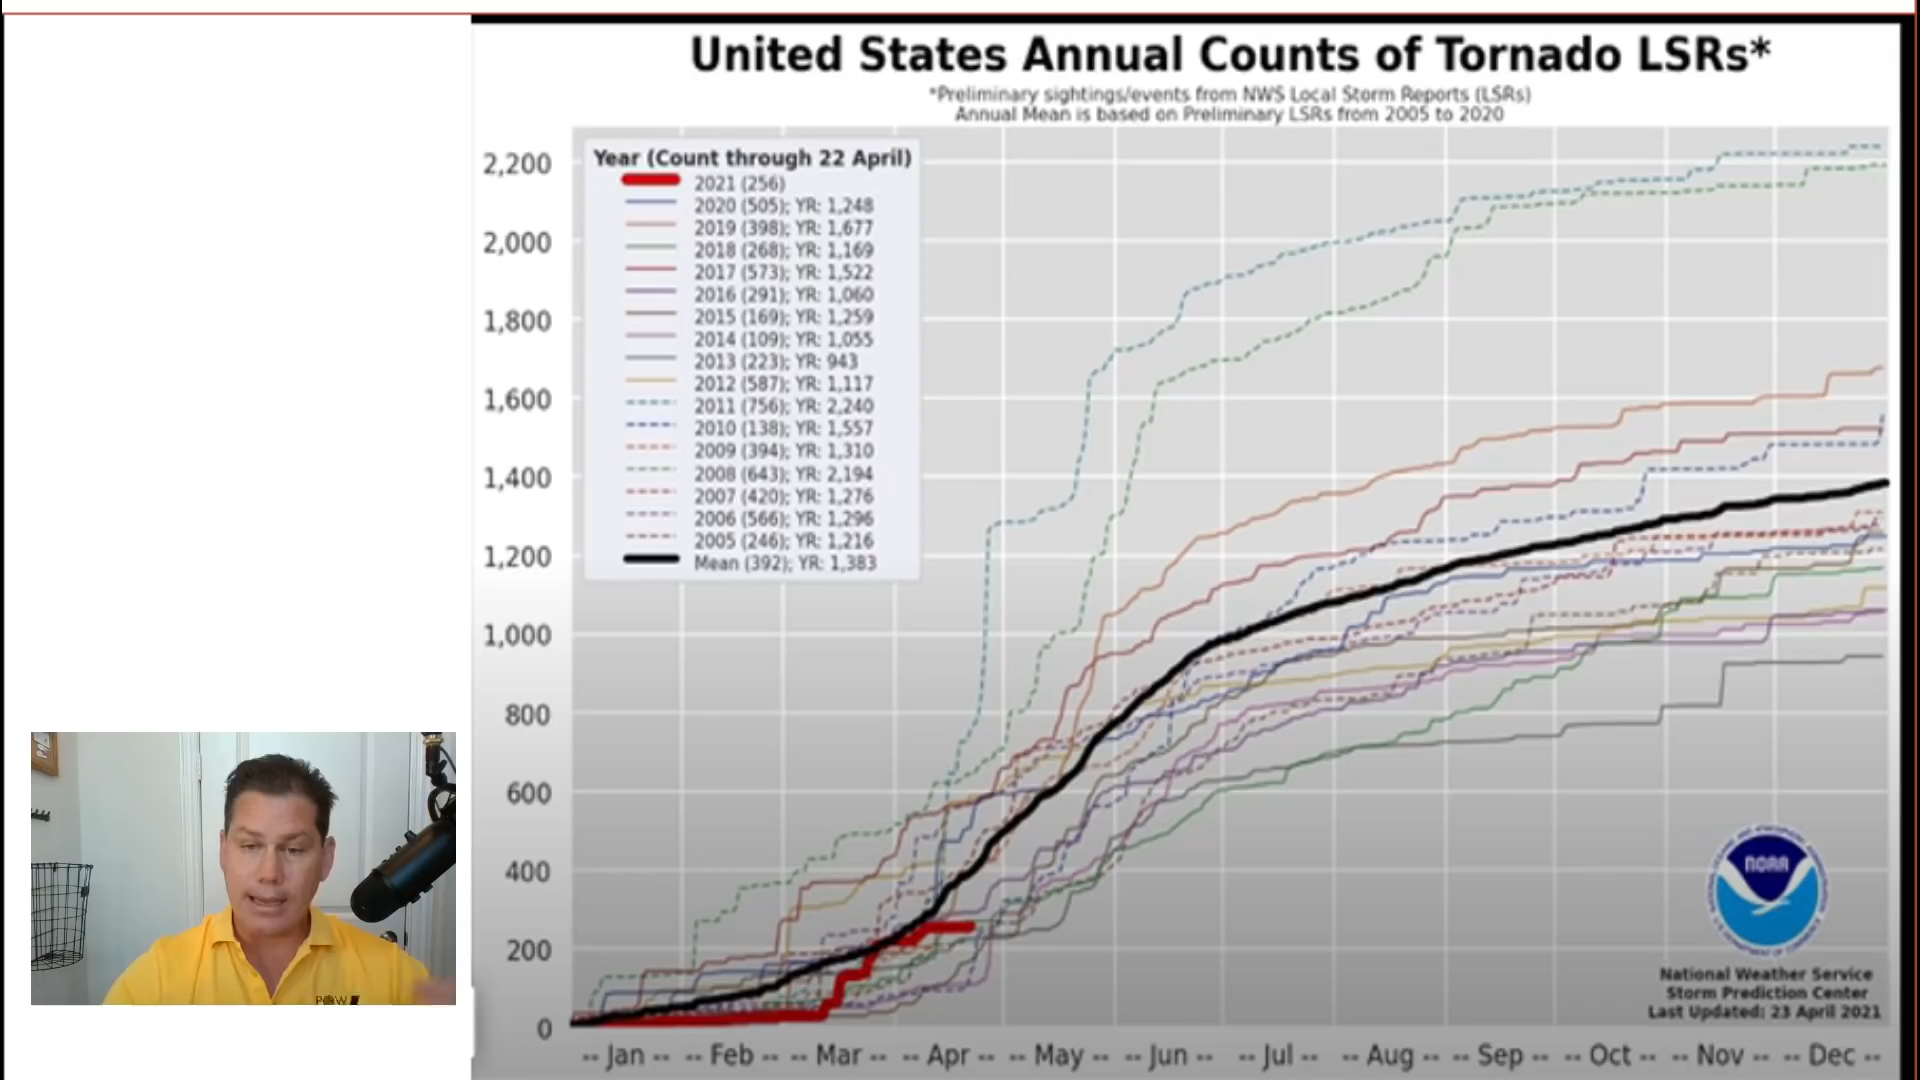 United States Annual Counts of Tornado LSRs*
*Preliminary sightings/events from NWS Local Storm Reports (LSRs)
Annual Mean is based on Preliminary LSRs from 2005 to 2020
Year (Count through 22 April)
2021 (256)
2020 (505); YR: 1,248
2019 (398); YR: 1,677
2018 (268); YR: 1,169
2017 (573); YR: 1,522
2016 (291); YR: 1,060
2015 (169); YR: 1,259
2014 (109); YR: 1,055
2013 (223); YR: 943
2012 (587); YR: 1,117
2011 (756); YR: 2,240
2010 (138); YR: 1,557
2009 (394); YR: 1,310
2008 (643); YR: 2,194
2007 (420); YR: 1,276
2006 (566); YR: 1,296
2005 (246); YR: 1,216
Mean (392); YR: 1,383
2,200
2,000
1,800
1,600
1,400
1,200
1,000
800
600
400
200
0
-- Jan -- -- Feb -- -- Mar -- -- Apr -- -- May -- -- Jun -- -- Jul -- -- Aug -- -- Sep -- -- Oct -- -- Nov -- -- Dec --
NOAA
National Weather Service
Storm Prediction Center
Last Updated: 23 April 2021
POW